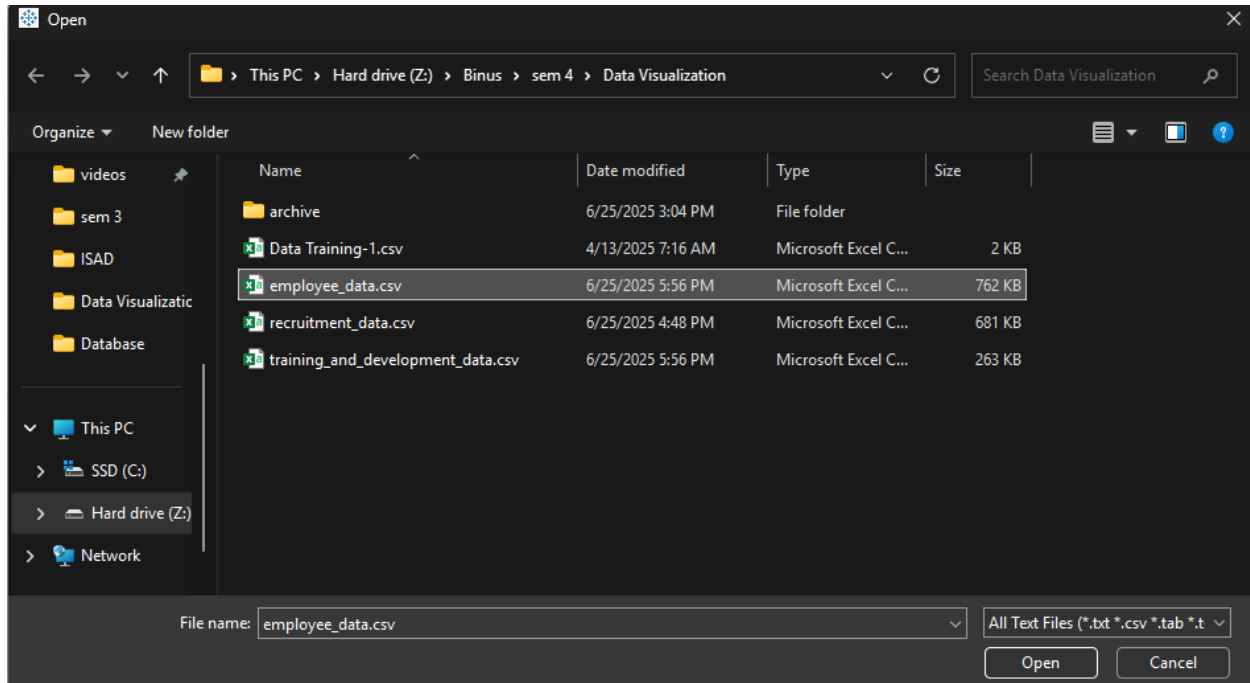 Open
This PC > Hard drive (Z:) > Binus > sem 4 > Data Visualization
Search Data Visualization
Organize
New folder
videos
sem 3
ISAD
Data Visualizatic
Database
This PC
SSD (C:)
Hard drive (Z:)
Network
Name Date modified Type Size
archive 6/25/2025 3:04 PM File folder
Data Training-1.csv 4/13/2025 7:16 AM Microsoft Excel C... 2 KB
employee_data.csv 6/25/2025 5:56 PM Microsoft Excel C... 762 KB
recruitment_data.csv 6/25/2025 4:48 PM Microsoft Excel C... 681 KB
training_and_development_data.csv 6/25/2025 5:56 PM Microsoft Excel C... 263 KB
File name: employee_data.csv
All Text Files (*.txt *.csv *.tab *.t
Open Cancel